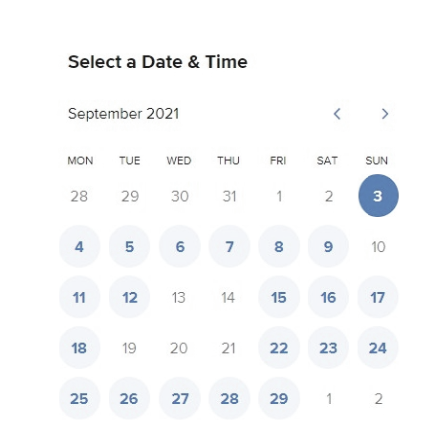 Select a Date & Time
September 2021
MON TUE WED THU FRI SAT SUN
28 29 30 31 1 2 3
4 5 6 7 8 9 10
11 12 13 14 15 16 17
18 19 20 21 22 23 24
25 26 27 28 29 1 2